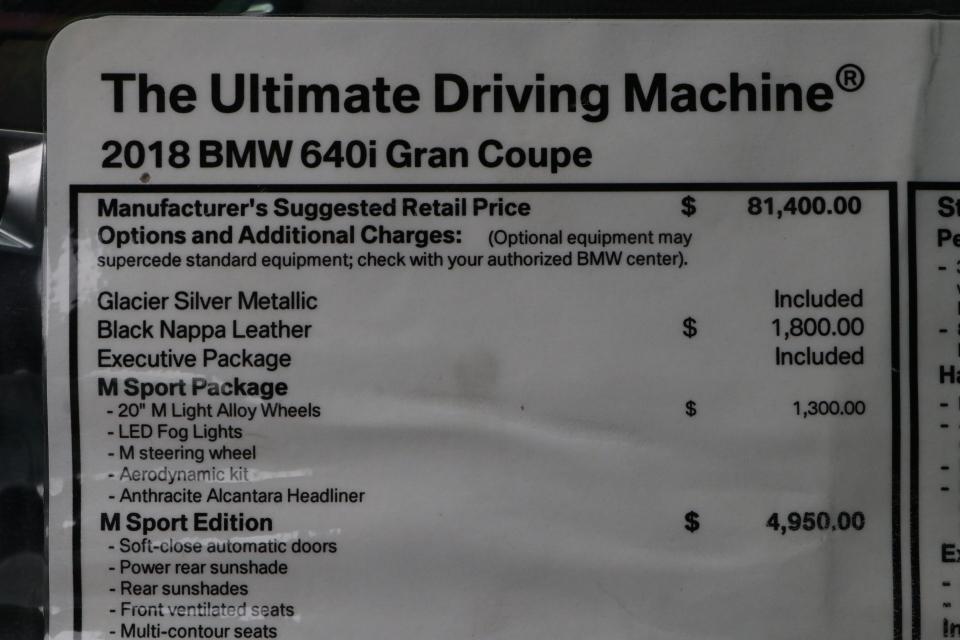 The Ultimate Driving Machine®
2018 BMW 640i Gran Coupe
Manufacturer's Suggested Retail Price $ 81,400.00
Options and Additional Charges: (Optional equipment may
supercede standard equipment; check with your authorized BMW center).
Glacier Silver Metallic Included
Black Nappa Leather $ 1,800.00
Executive Package Included
M Sport Package
- 20" M Light Alloy Wheels $ 1,300.00
- LED Fog Lights
- M steering wheel
- Aerodynamic kit
- Anthracite Alcantara Headliner
M Sport Edition $ 4,950.00
- Soft-close automatic doors
- Power rear sunshade
- Rear sunshades
- Front ventilated seats
- Multi-contour seats